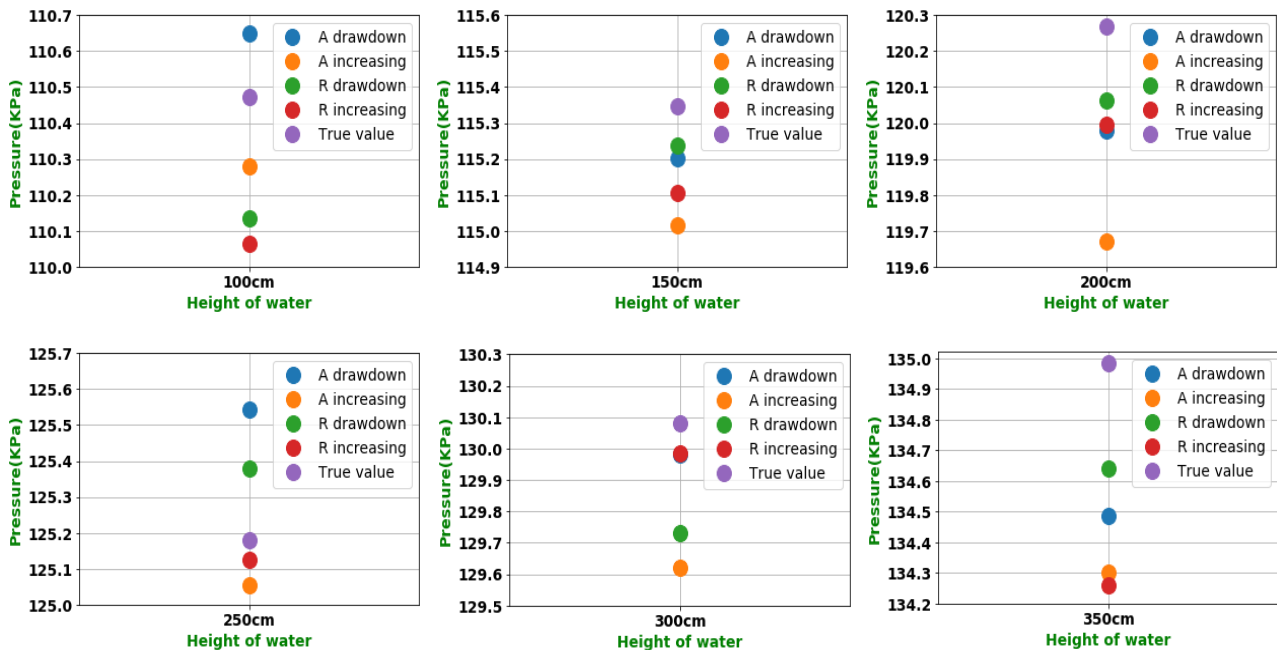 110.7
110.6
110.5
110.4
110.3
110.2
110.1
110.0
Pressure(KPa)
A drawdown
A increasing
R drawdown
R increasing
True value
100cm
Height of water
115.6
115.5
115.4
115.3
115.2
115.1
115.0
114.9
Pressure(KPa)
A drawdown
A increasing
R drawdown
R increasing
True value
150cm
Height of water
120.3
120.2
120.1
120.0
119.9
119.8
119.7
119.6
Pressure(KPa)
A drawdown
A increasing
R drawdown
R increasing
True value
200cm
Height of water
125.7
125.6
125.5
125.4
125.3
125.2
125.1
125.0
Pressure(KPa)
A drawdown
A increasing
R drawdown
R increasing
True value
250cm
Height of water
130.3
130.2
130.1
130.0
129.9
129.8
129.7
129.6
129.5
Pressure(KPa)
A drawdown
A increasing
R drawdown
R increasing
True value
300cm
Height of water
135.0
134.9
134.8
134.7
134.6
134.5
134.4
134.3
134.2
Pressure(KPa)
A drawdown
A increasing
R drawdown
R increasing
True value
350cm
Height of water